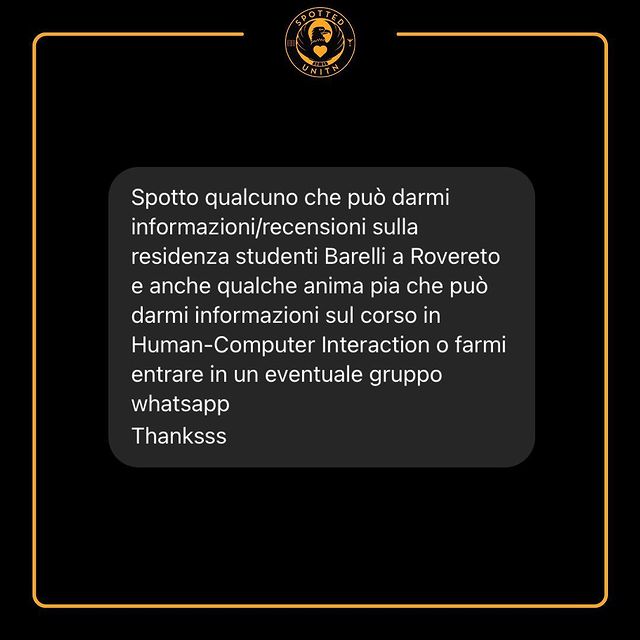 SPOTTED
UNITN
Spotto qualcuno che può darmi
informazioni/recensioni sulla
residenza studenti Barelli a Rovereto
e anche qualche anima pia che può
darmi informazioni sul corso in
Human-Computer Interaction o farmi
entrare in un eventuale gruppo
whatsapp
Thanksss